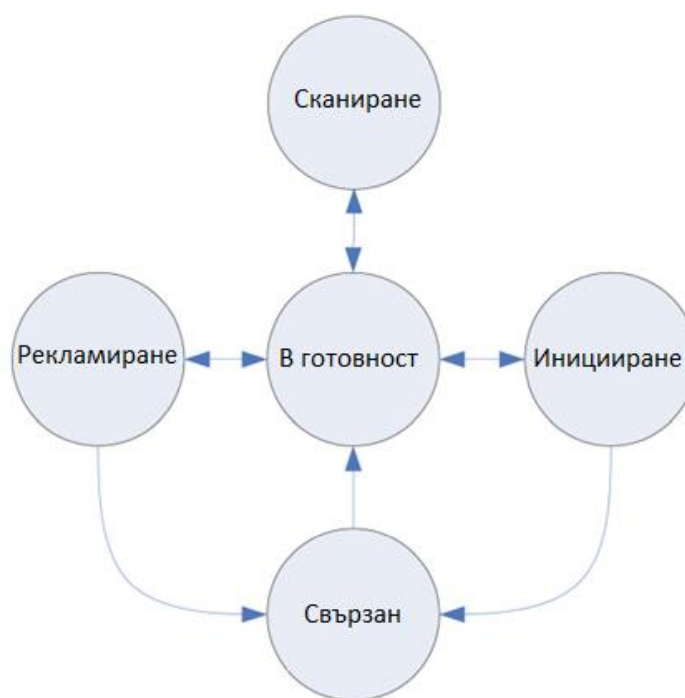 Сканиране
Рекламиране
В готовност
Иницииране
Свързан